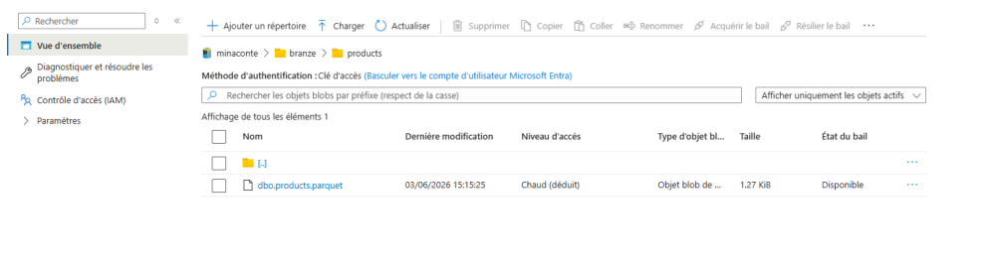 Rechercher
Vue d'ensemble
Diagnostiquer et résoudre les
problèmes
Contrôle d'accès (IAM)
Paramètres
Ajouter un répertoire Charger Actualiser Supprimer Copier Coller Renommer Acquérir le bail Résilier le bail
minaconte > branze > products
Méthode d'authentification : Clé d'accès (Basculer vers le compte d'utilisateur Microsoft Entra)
Rechercher les objets blobs par préfixe (respect de la casse) Afficher uniquement les objets actifs
Affichage de tous les éléments 1
Nom Dernière modification Niveau d'accès Type d'objet bl... Taille État du bail
[..]
dbo.products.parquet 03/06/2026 15:15:25 Chaud (déduit) Objet blob de ... 1.27 KiB Disponible